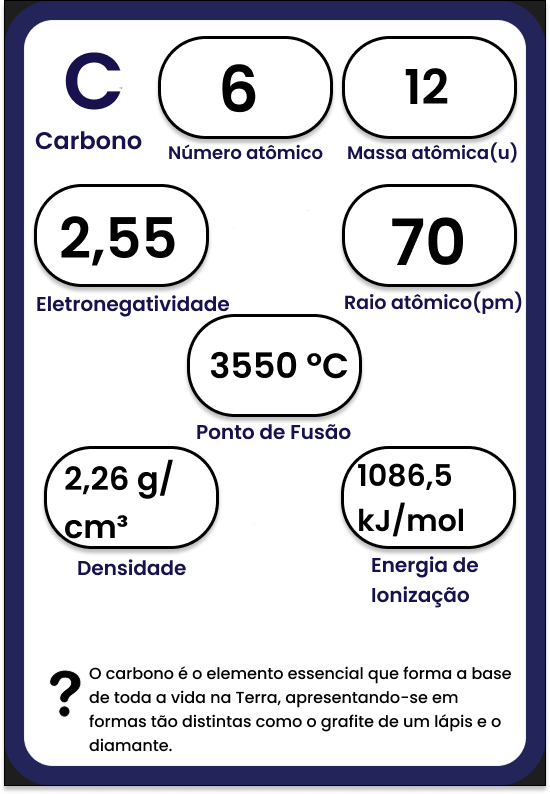 C
Carbono
6
Número atômico
12
Massa atômica(u)
2,55
Eletronegatividade
70
Raio atômico(pm)
3550 °C
Ponto de Fusão
2,26 g/
cm³
Densidade
1086,5
kJ/mol
Energia de
Ionização
?
O carbono é o elemento essencial que forma a base
de toda a vida na Terra, apresentando-se em
formas tão distintas como o grafite de um lápis e o
diamante.